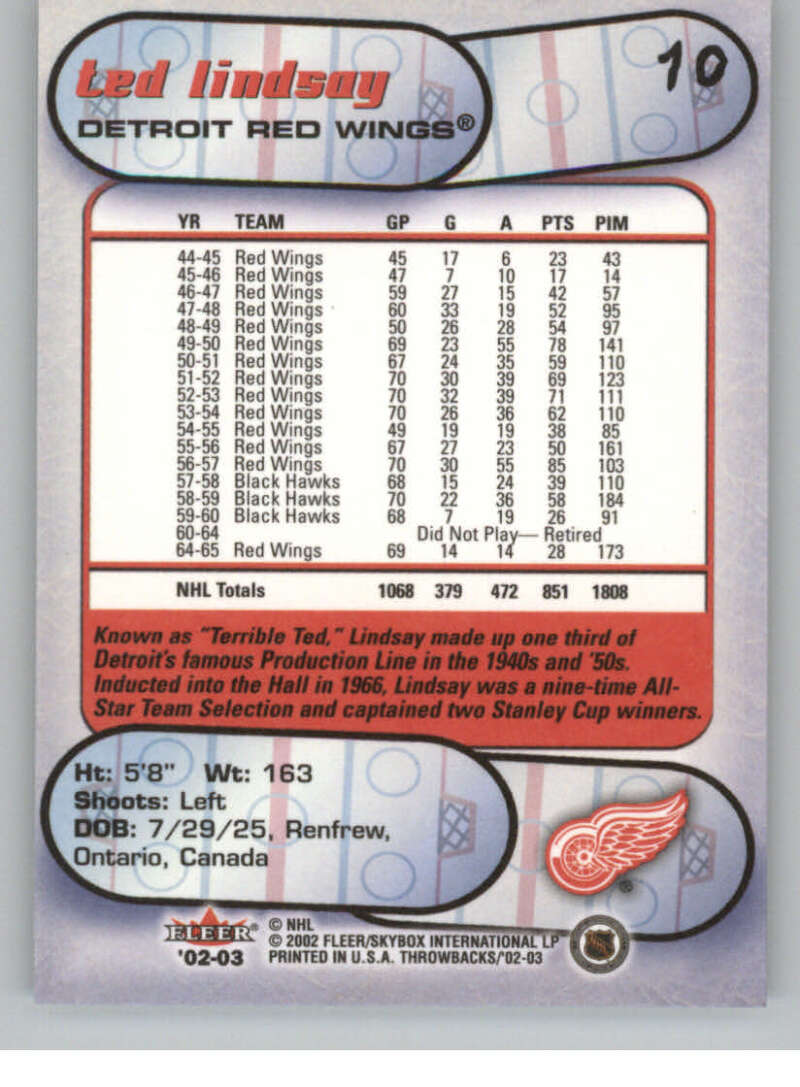 ted lindsay
DETROIT RED WINGS®
10
YR TEAM GP G A PTS PIM
44-45 Red Wings 45 17 6 23 43
45-46 Red Wings 47 7 10 17 14
46-47 Red Wings 59 27 15 42 57
47-48 Red Wings 60 33 19 52 95
48-49 Red Wings 50 26 28 54 97
49-50 Red Wings 69 23 55 78 141
50-51 Red Wings 67 24 35 59 110
51-52 Red Wings 70 30 39 69 123
52-53 Red Wings 70 32 39 71 111
53-54 Red Wings 70 26 36 62 110
54-55 Red Wings 49 19 19 38 85
55-56 Red Wings 67 27 23 50 161
56-57 Red Wings 70 30 55 85 103
57-58 Black Hawks 68 15 24 39 110
58-59 Black Hawks 70 22 36 58 184
59-60 Black Hawks 68 7 19 26 91
60-64 Did Not Play— Retired
64-65 Red Wings 69 14 14 28 173
NHL Totals 1068 379 472 851 1808
Known as "Terrible Ted," Lindsay made up one third of
Detroit's famous Production Line in the 1940s and '50s.
Inducted into the Hall in 1966, Lindsay was a nine-time All-
Star Team Selection and captained two Stanley Cup winners.
Ht: 5'8" Wt: 163
Shoots: Left
DOB: 7/29/25, Renfrew,
Ontario, Canada
®
FLEER®
'02-03
© NHL
© 2002 FLEER/SKYBOX INTERNATIONAL LP
PRINTED IN U.S.A. THROWBACKS/'02-03